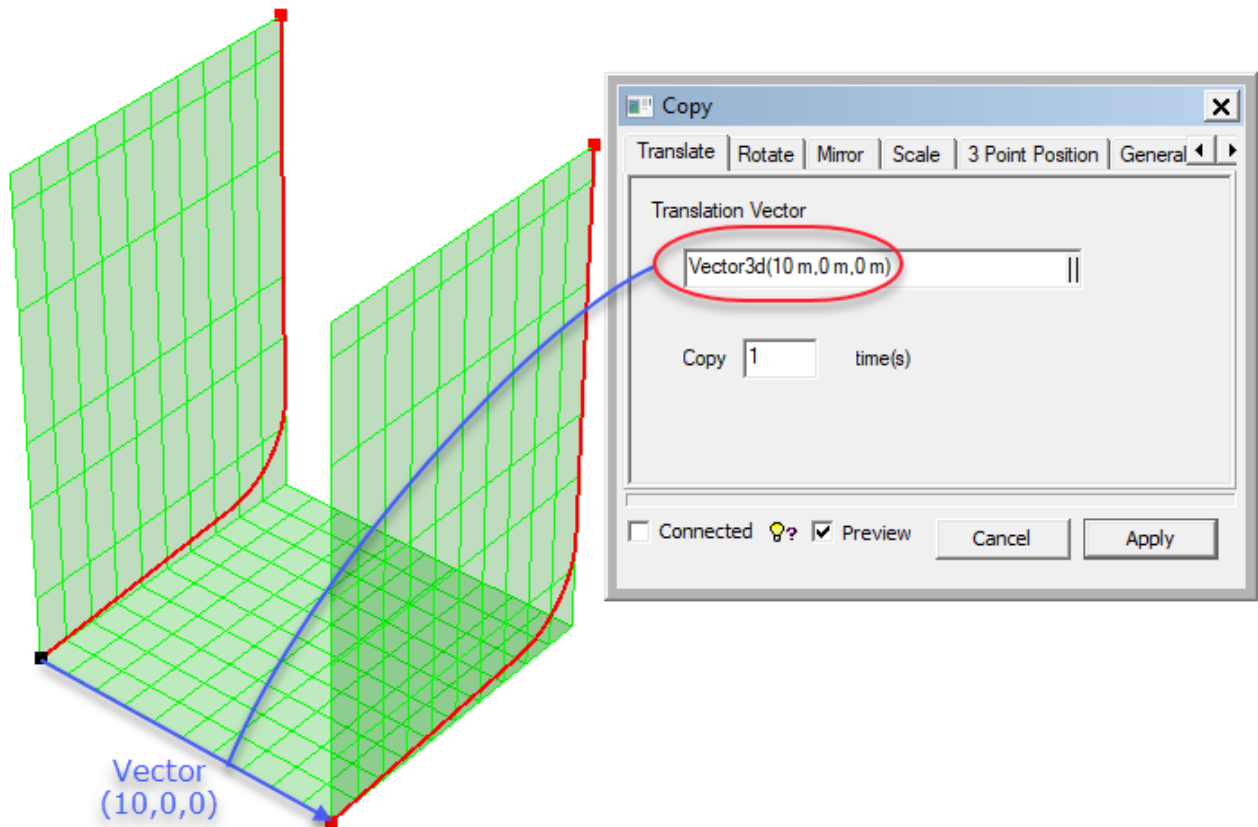 Copy
Translate Rotate Mirror Scale 3 Point Position General
Translation Vector
Vector3d(10 m,0 m,0 m)
Copy 1 time(s)
Connected ? Preview Cancel Apply
Vector
(10,0,0)